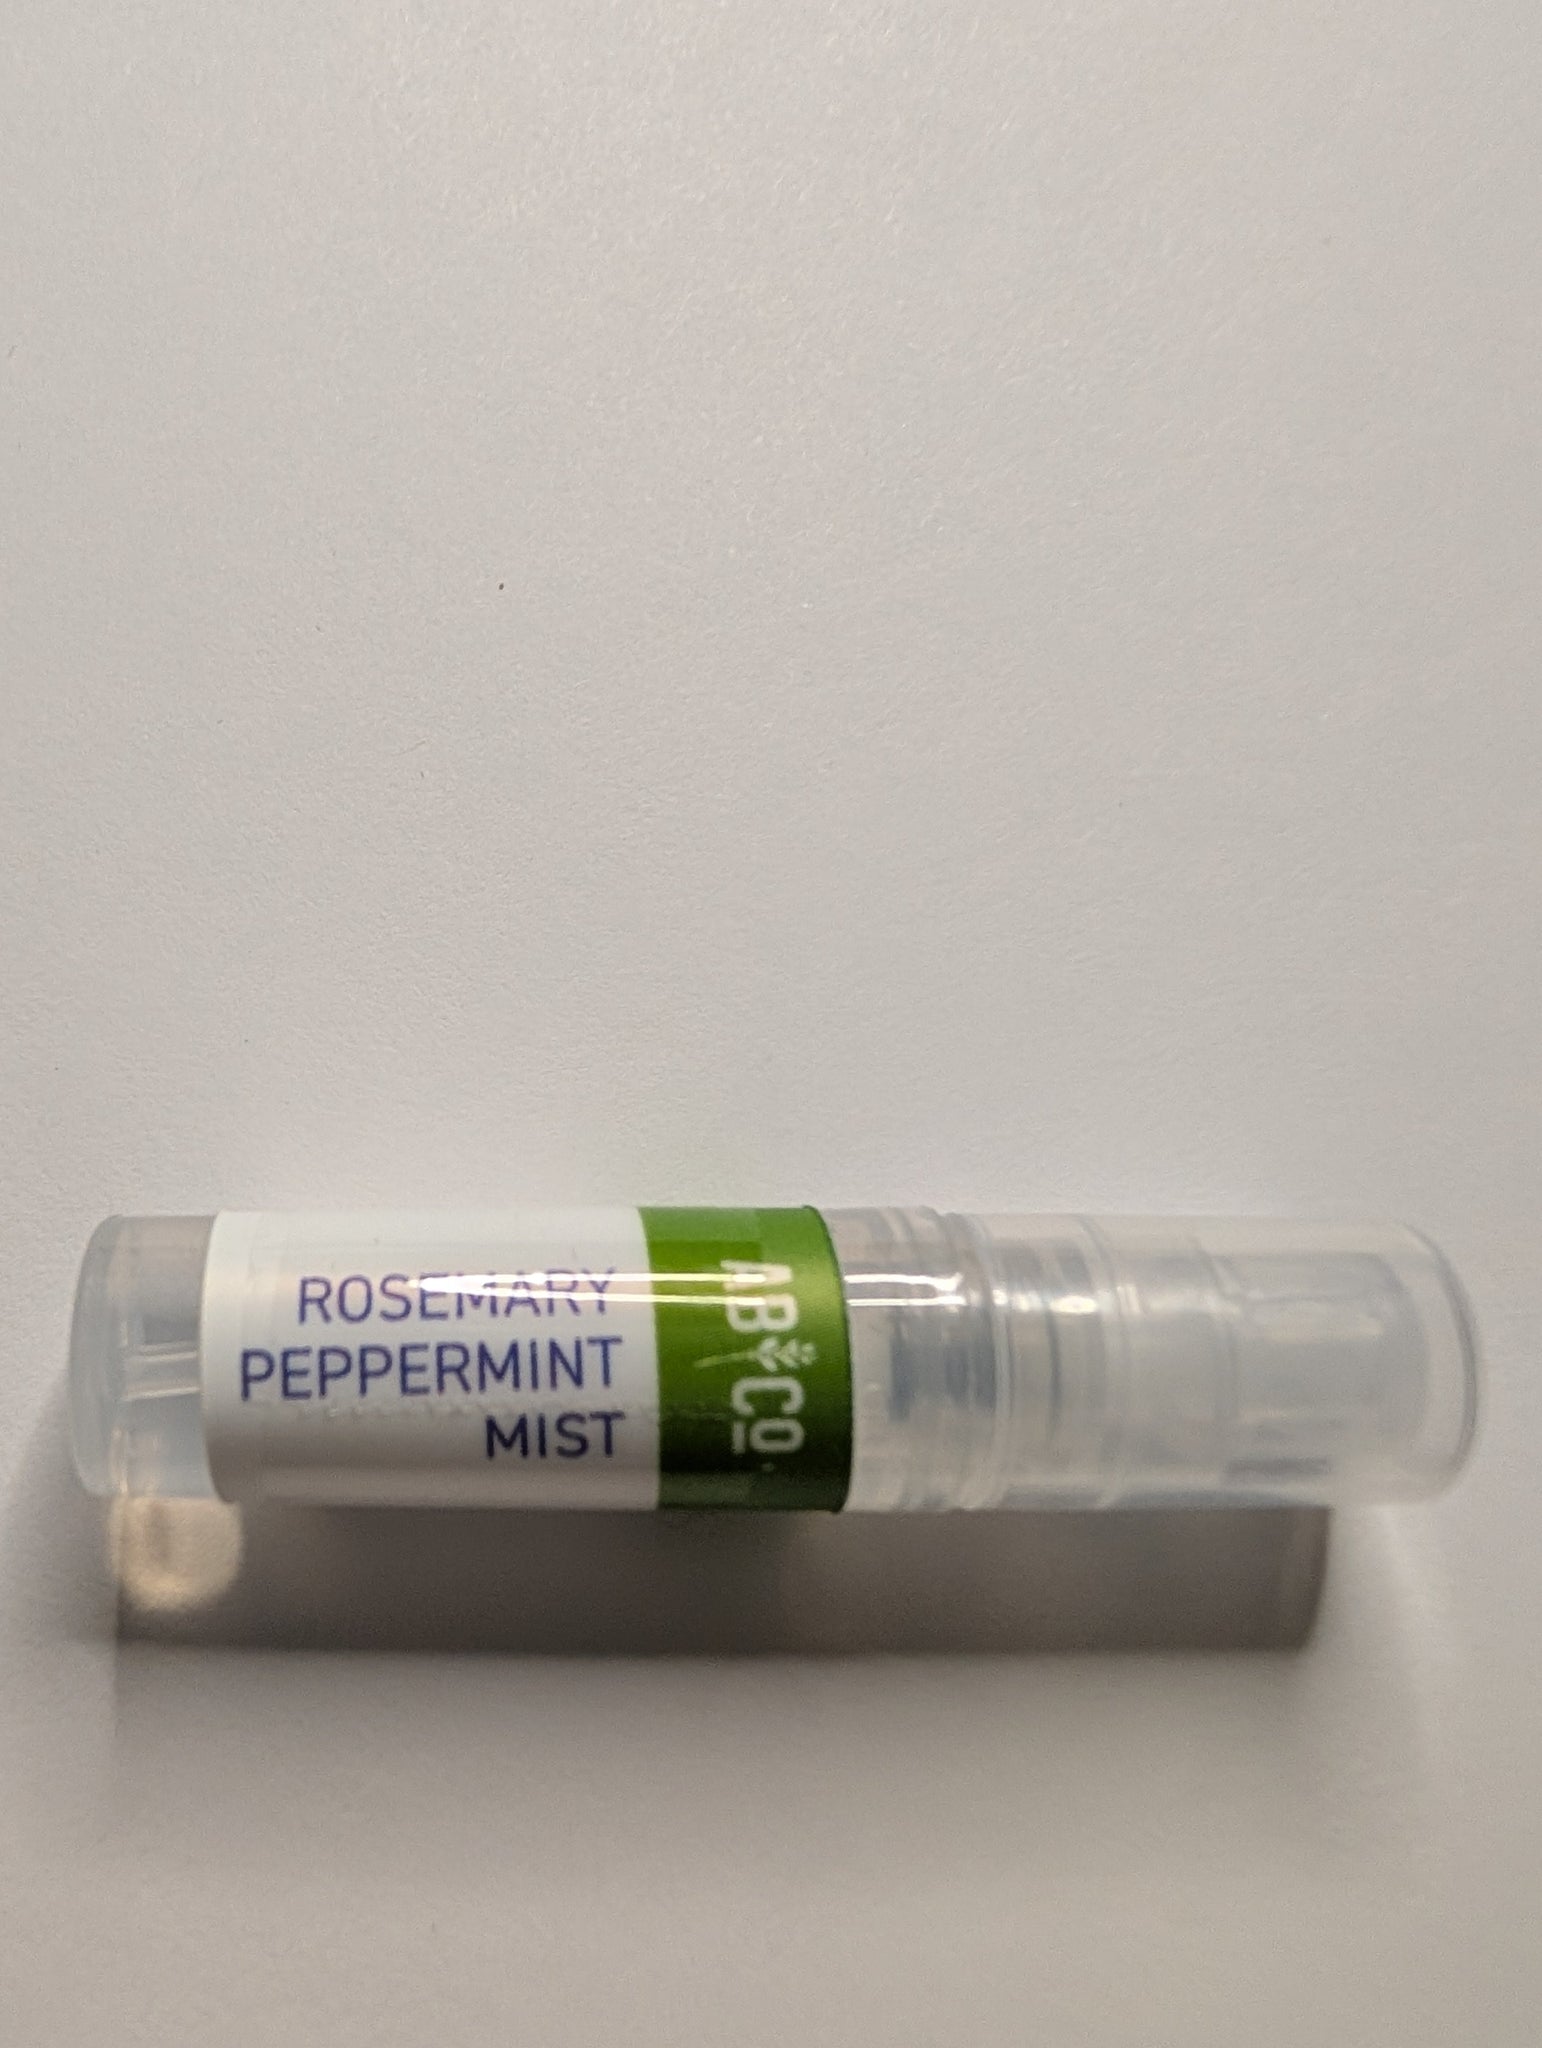 ROSEMARY
PEPPERMINT
MIST
AB CO.